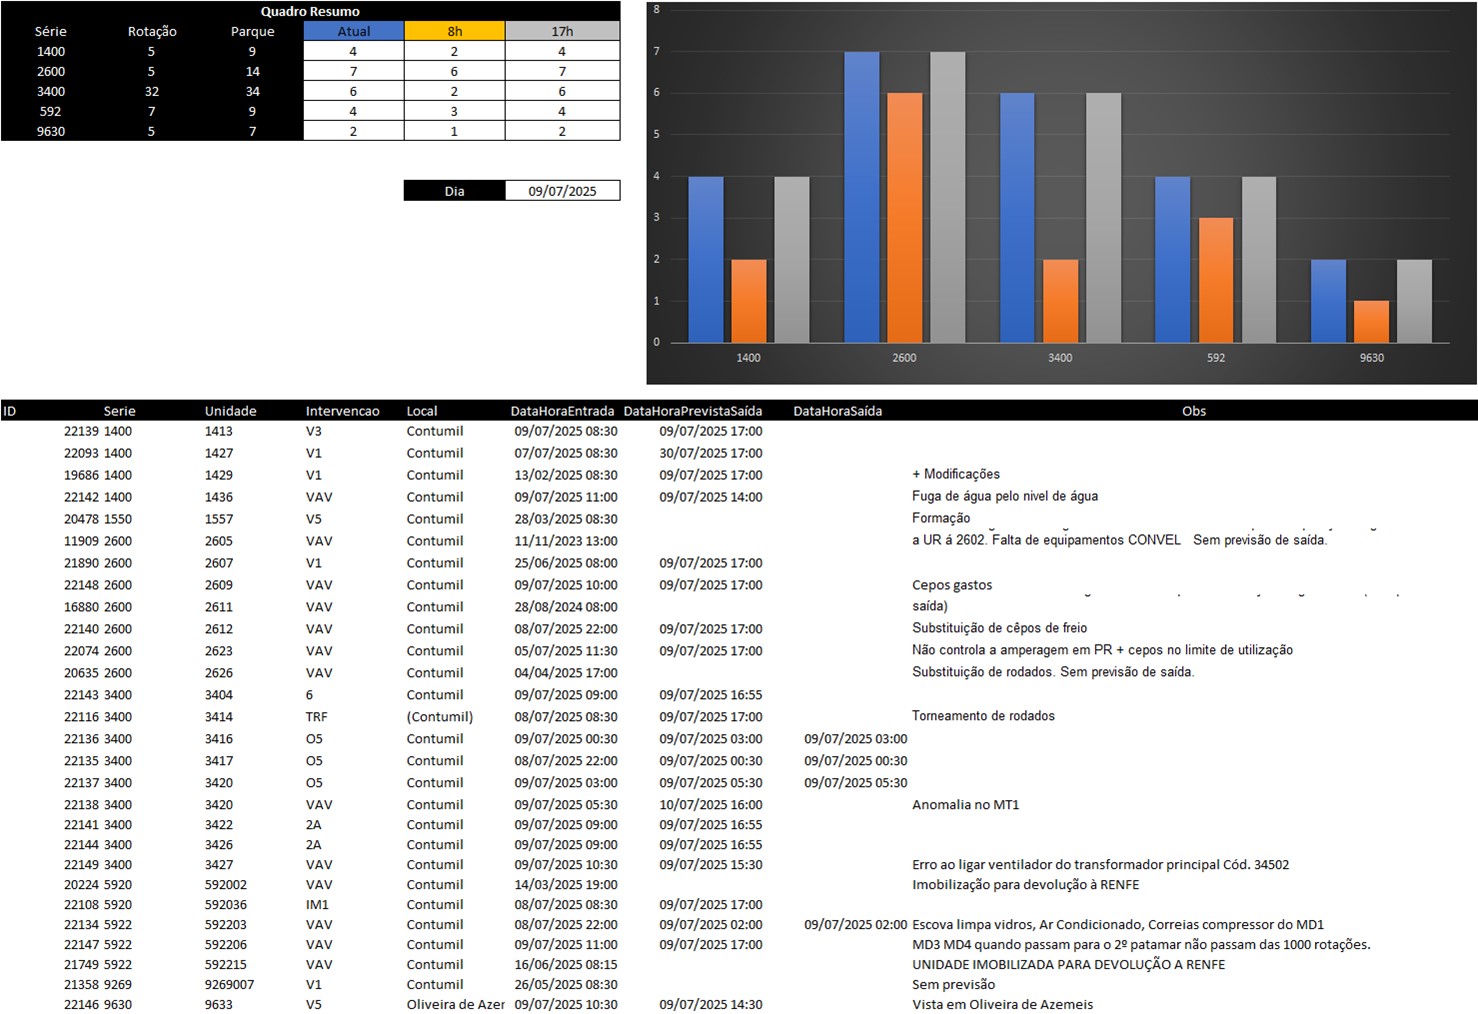 Quadro Resumo
Série Rotação Parque Atual 8h 17h
1400 5 9 4 2 4
2600 5 14 7 6 7
3400 32 34 6 2 6
592 7 9 4 3 4
9630 5 7 2 1 2
Dia 09/07/2025
8
7
6
5
4
3
2
1
0
1400 2600 3400 592 9630
ID Serie Unidade Intervencao Local DataHoraEntrada DataHoraPrevistaSaída DataHoraSaída Obs
22139 1400 1413 V3 Contumil 09/07/2025 08:30 09/07/2025 17:00
22093 1400 1427 V1 Contumil 07/07/2025 08:30 30/07/2025 17:00
19686 1400 1429 V1 Contumil 13/02/2025 08:30 09/07/2025 17:00 + Modificações
22142 1400 1436 VAV Contumil 09/07/2025 11:00 09/07/2025 14:00 Fuga de água pelo nivel de água
20478 1550 1557 V5 Contumil 28/03/2025 08:30 Formação
11909 2600 2605 VAV Contumil 11/11/2023 13:00 a UR á 2602. Falta de equipamentos CONVEL Sem previsão de saída.
21890 2600 2607 V1 Contumil 25/06/2025 08:00 09/07/2025 17:00
22148 2600 2609 VAV Contumil 09/07/2025 10:00 09/07/2025 17:00 Cepos gastos
16880 2600 2611 VAV Contumil 28/08/2024 08:00 saída)
22140 2600 2612 VAV Contumil 08/07/2025 22:00 09/07/2025 17:00 Substituição de cêpos de freio
22074 2600 2623 VAV Contumil 05/07/2025 11:30 09/07/2025 17:00 Não controla a amperagem em PR + cepos no limite de utilização
20635 2600 2626 VAV Contumil 04/04/2025 17:00 Substituição de rodados. Sem previsão de saída.
22143 3400 3404 6 Contumil 09/07/2025 09:00 09/07/2025 16:55
22116 3400 3414 TRF (Contumil) 08/07/2025 08:30 09/07/2025 17:00 Torneamento de rodados
22136 3400 3416 O5 Contumil 09/07/2025 00:30 09/07/2025 03:00 09/07/2025 03:00
22135 3400 3417 O5 Contumil 08/07/2025 22:00 09/07/2025 00:30 09/07/2025 00:30
22137 3400 3420 O5 Contumil 09/07/2025 03:00 09/07/2025 05:30 09/07/2025 05:30
22138 3400 3420 VAV Contumil 09/07/2025 05:30 10/07/2025 16:00 Anomalia no MT1
22141 3400 3422 2A Contumil 09/07/2025 09:00 09/07/2025 16:55
22144 3400 3426 2A Contumil 09/07/2025 09:00 09/07/2025 16:55
22149 3400 3427 VAV Contumil 09/07/2025 10:30 09/07/2025 15:30 Erro ao ligar ventilador do transformador principal Cód. 34502
20224 5920 592002 VAV Contumil 14/03/2025 19:00 Imobilização para devolução à RENFE
22108 5920 592036 IM1 Contumil 08/07/2025 08:30 09/07/2025 17:00
22134 5922 592203 VAV Contumil 08/07/2025 22:00 09/07/2025 02:00 09/07/2025 02:00 Escova limpa vidros, Ar Condicionado, Correias compressor do MD1
22147 5922 592206 VAV Contumil 09/07/2025 11:00 09/07/2025 17:00 MD3 MD4 quando passam para o 2º patamar não passam das 1000 rotações.
21749 5922 592215 VAV Contumil 16/06/2025 08:15 UNIDADE IMOBILIZADA PARA DEVOLUÇÃO A RENFE
21358 9269 9269007 V1 Contumil 26/05/2025 08:30 Sem previsão
22146 9630 9633 V5 Oliveira de Azer 09/07/2025 10:30 09/07/2025 14:30 Vista em Oliveira de Azemeis